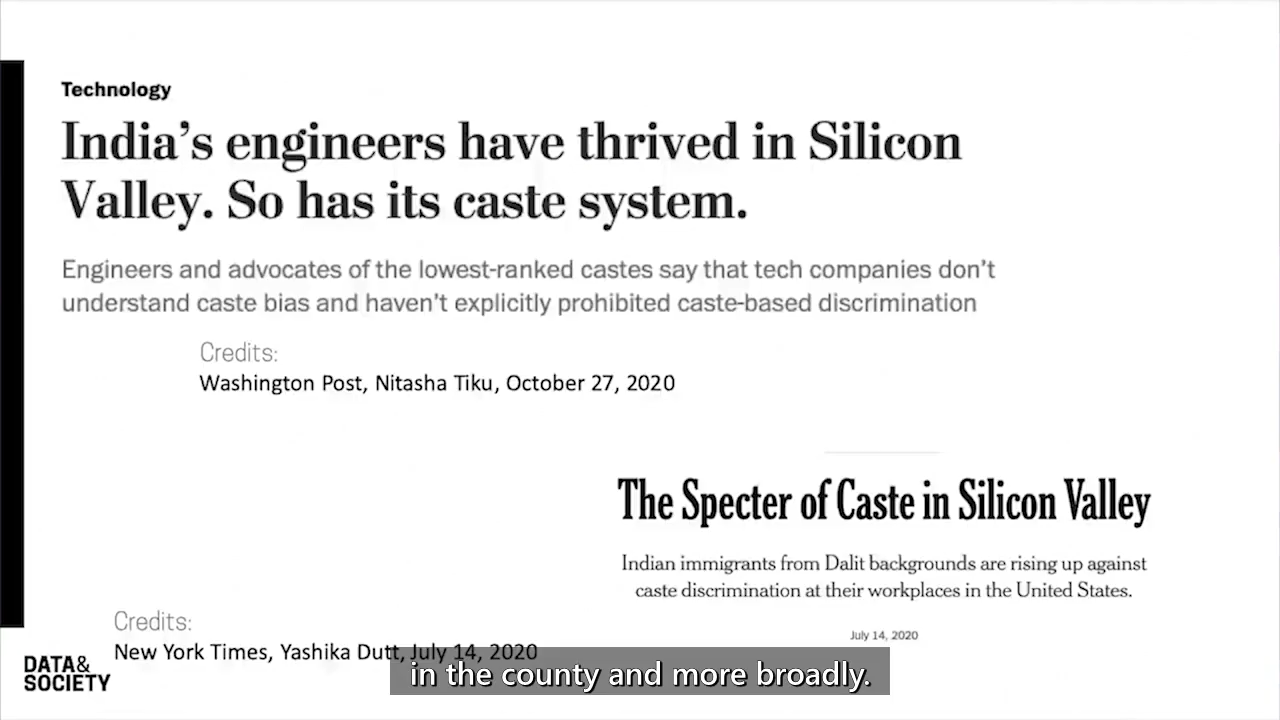 Technology
India's engineers have thrived in Silicon
Valley. So has its caste system.
Engineers and advocates of the lowest-ranked castes say that tech companies don't
understand caste bias and haven't explicitly prohibited caste-based discrimination
Credits:
Washington Post, Nitasha Tiku, October 27, 2020
The Specter of Caste in Silicon Valley
Indian immigrants from Dalit backgrounds are rising up against
caste discrimination at their workplaces in the United States.
July 14, 2020
Credits:
New York Times, Yashika Dutt, July 14, 2020
DATA&
SOCIETY
in the county and more broadly.